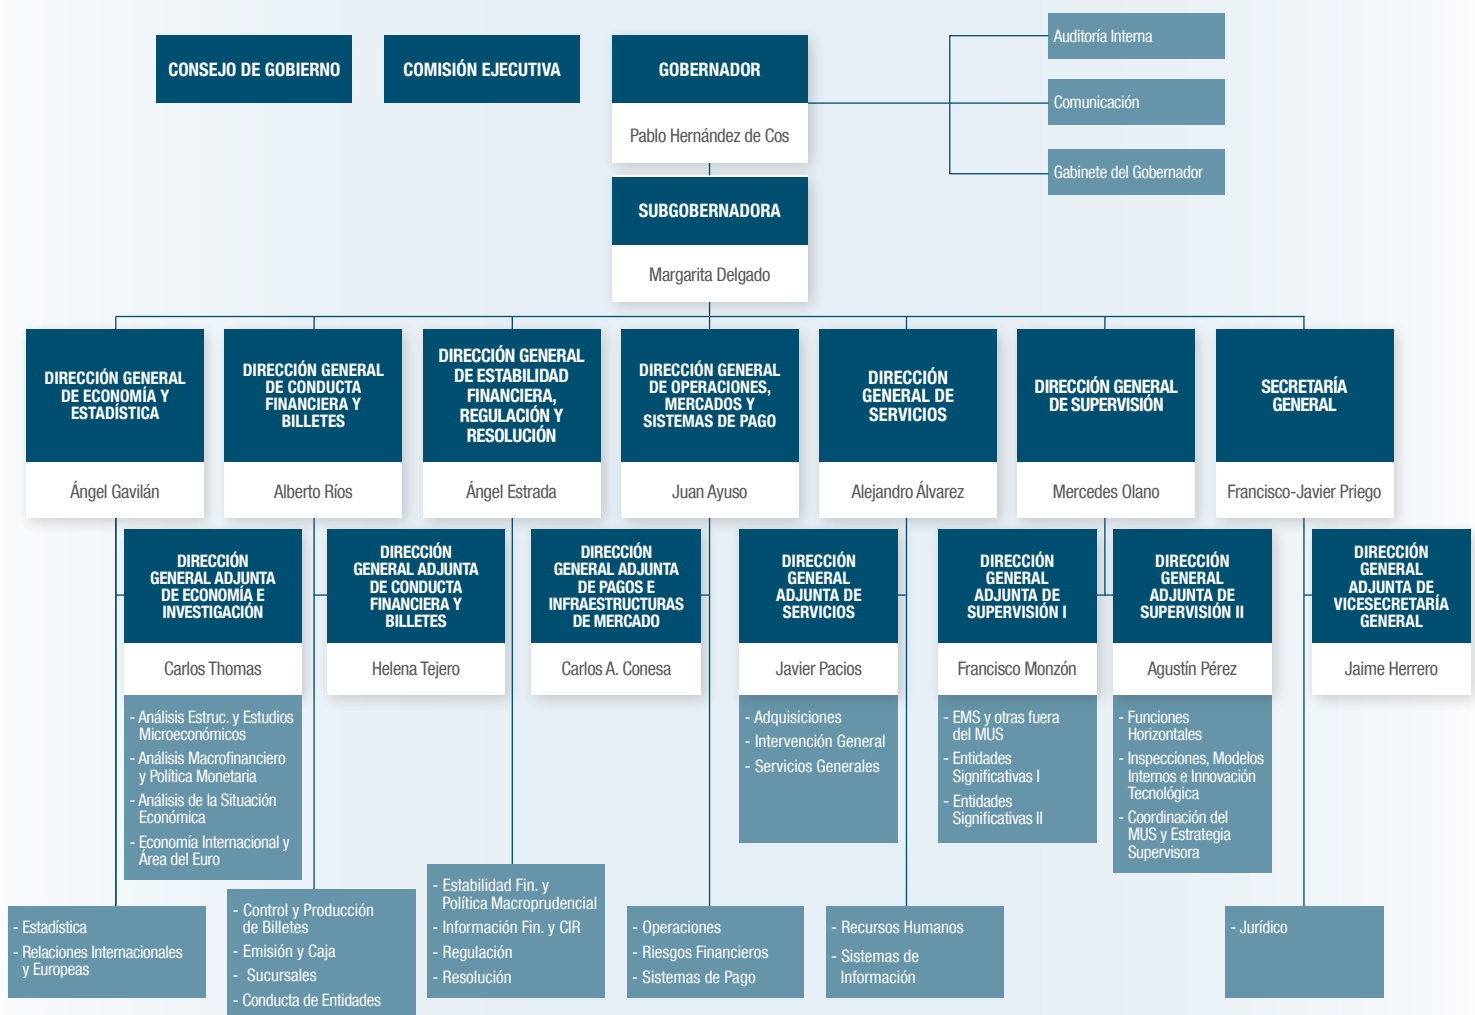 CONSEJO DE GOBIERNO
COMISIÓN EJECUTIVA
GOBERNADOR
Pablo Hernández de Cos
Auditoría Interna
Comunicación
Gabinete del Gobernador
SUBGOBERNADORA
Margarita Delgado
DIRECCIÓN GENERAL
DE ECONOMÍA Y
ESTADÍSTICA
Ángel Gavilán
DIRECCIÓN GENERAL
DE CONDUCTA
FINANCIERA Y
BILLETES
Alberto Ríos
DIRECCIÓN GENERAL
DE ESTABILIDAD
FINANCIERA,
REGULACIÓN Y
RESOLUCIÓN
Ángel Estrada
DIRECCIÓN GENERAL
DE OPERACIONES,
MERCADOS Y
SISTEMAS DE PAGO
Juan Ayuso
DIRECCIÓN
GENERAL DE
SERVICIOS
Alejandro Álvarez
DIRECCIÓN GENERAL
DE SUPERVISIÓN
Mercedes Olano
SECRETARÍA
GENERAL
Francisco-Javier Priego
DIRECCIÓN
GENERAL ADJUNTA
DE ECONOMÍA E
INVESTIGACIÓN
Carlos Thomas
- Análisis Estruc. y Estudios
Microeconómicos
- Análisis Macrofinanciero
y Política Monetaria
- Análisis de la Situación
Económica
- Economía Internacional y
Área del Euro
DIRECCIÓN
GENERAL ADJUNTA
DE CONDUCTA
FINANCIERA Y
BILLETES
Helena Tejero
DIRECCIÓN
GENERAL ADJUNTA
DE PAGOS E
INFRAESTRUCTURAS
DE MERCADO
Carlos A. Conesa
DIRECCIÓN
GENERAL
ADJUNTA DE
SERVICIOS
Javier Pacios
- Adquisiciones
- Intervención General
- Servicios Generales
DIRECCIÓN
GENERAL
ADJUNTA DE
SUPERVISIÓN I
Francisco Monzón
- EMS y otras fuera
del MUS
- Entidades
Significativas I
- Entidades
Significativas II
DIRECCIÓN
GENERAL
ADJUNTA DE
SUPERVISIÓN II
Agustín Pérez
- Funciones
Horizontales
- Inspecciones, Modelos
Internos e Innovación
Tecnológica
- Coordinación del
MUS y Estrategia
Supervisora
DIRECCIÓN
GENERAL
ADJUNTA DE
VICESECRETARÍA
GENERAL
Jaime Herrero
- Estadística
- Relaciones Internacionales
y Europeas
- Control y Producción
de Billetes
- Emisión y Caja
- Sucursales
- Conducta de Entidades
- Estabilidad Fin. y
Política Macroprudencial
- Información Fin. y CIR
- Regulación
- Resolución
- Operaciones
- Riesgos Financieros
- Sistemas de Pago
- Recursos Humanos
- Sistemas de
Información
- Jurídico